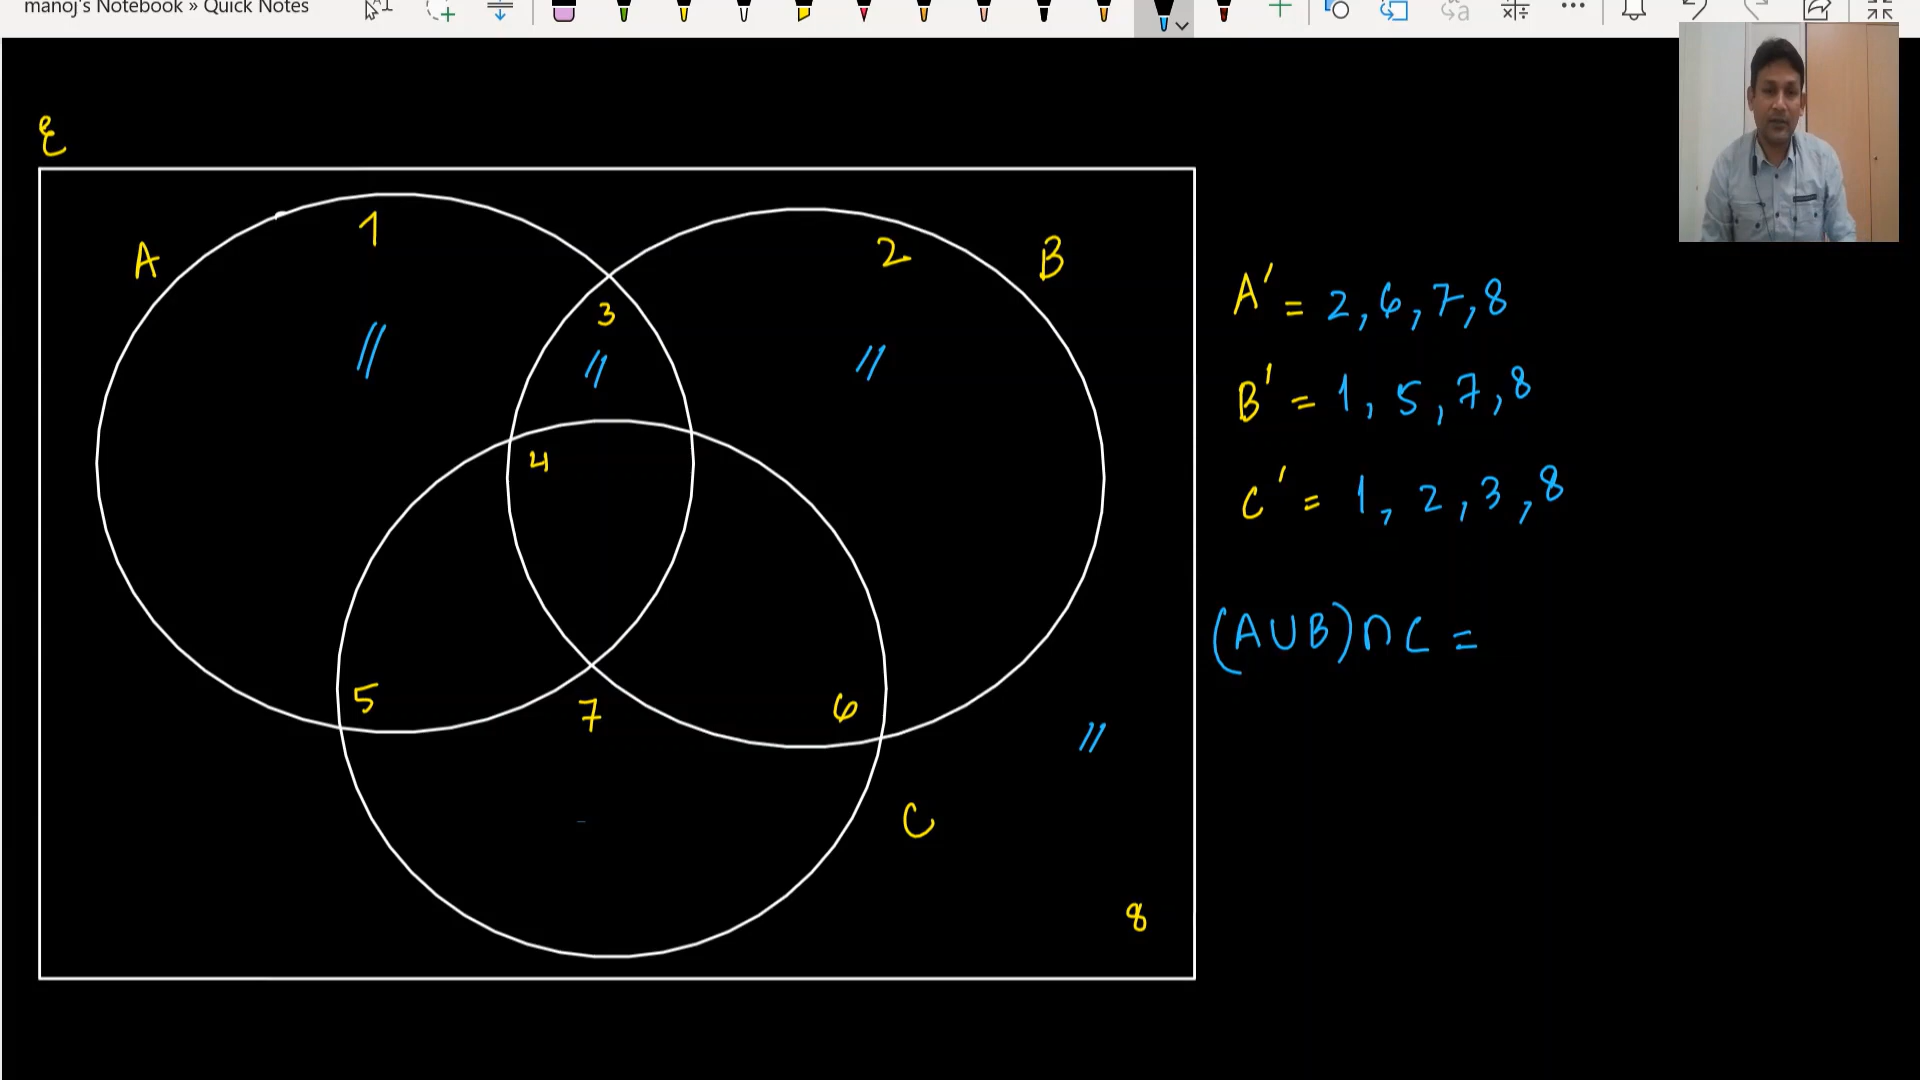 manoj's Notebook » Quick Notes
ξ
A
1
2
B
3
4
5
7
6
C
8
A' = 2, 6, 7, 8
B' = 1, 5, 7, 8
C' = 1, 2, 3, 8
(A∪B)∩C =